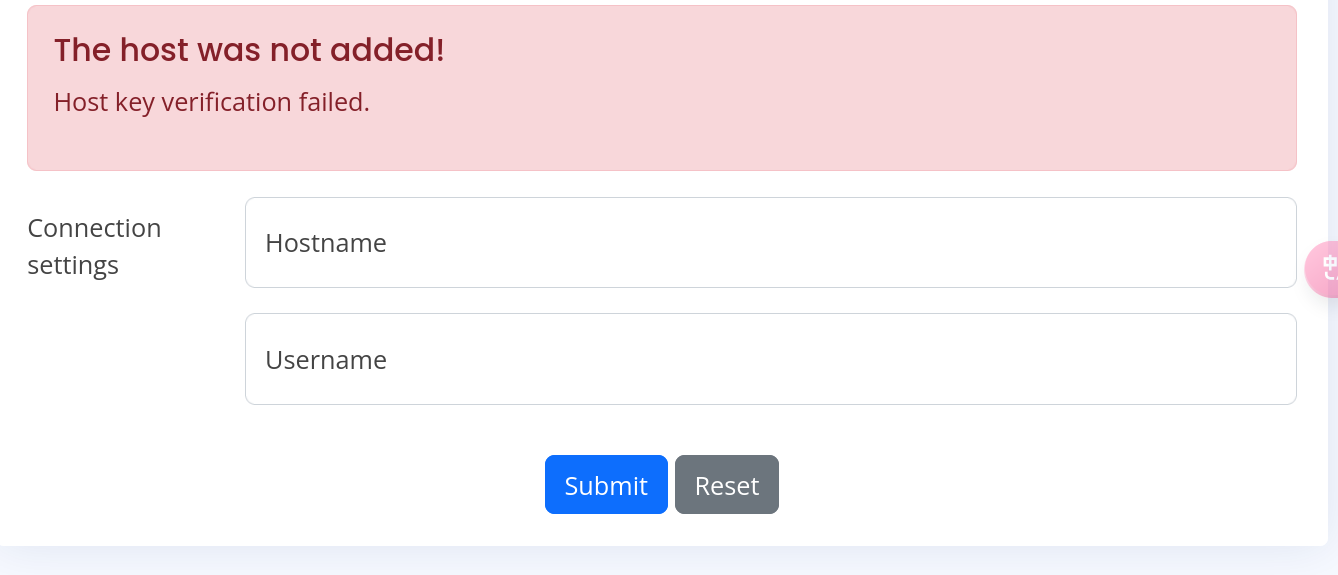 The host was not added!
Host key verification failed.
Connection
settings
Hostname
Username
Submit
Reset